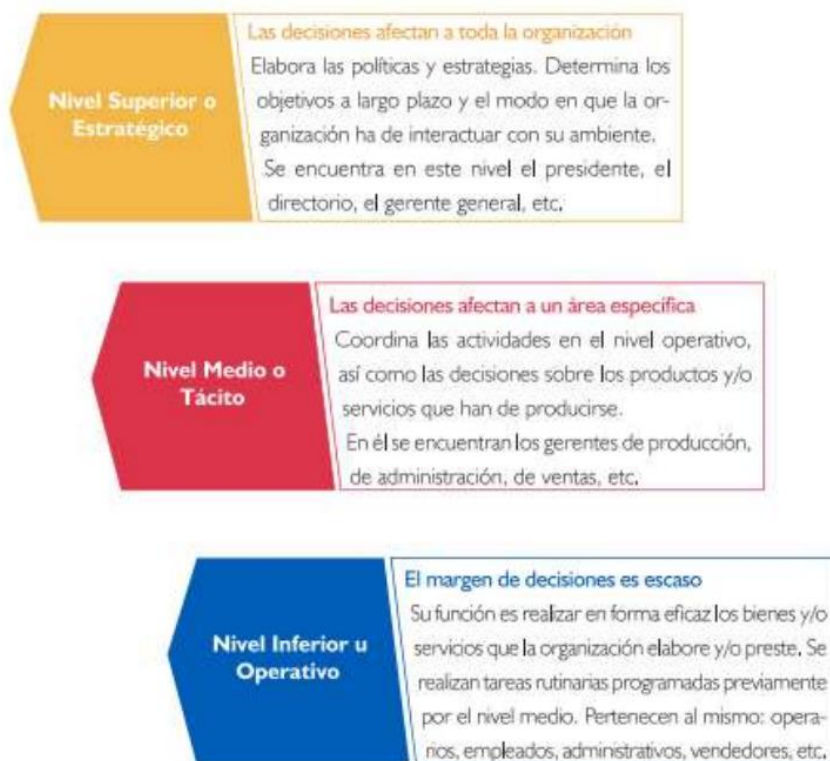 Nivel Superior o
Estratégico
Las decisiones afectan a toda la organización
Elabora las políticas y estrategias. Determina los
objetivos a largo plazo y el modo en que la or-
ganización ha de interactuar con su ambiente.
Se encuentra en este nivel el presidente, el
directorio, el gerente general, etc.
Nivel Medio o
Tácito
Las decisiones afectan a un área específica
Coordina las actividades en el nivel operativo,
así como las decisiones sobre los productos y/o
servicios que han de producirse.
En él se encuentran los gerentes de producción,
de administración, de ventas, etc.
Nivel Inferior u
Operativo
El margen de decisiones es escaso
Su función es realizar en forma eficaz los bienes y/o
servicios que la organización elabore y/o preste. Se
realizan tareas rutinarias programadas previamente
por el nivel medio. Pertenecen al mismo: opera-
rios, empleados, administrativos, vendedores, etc.